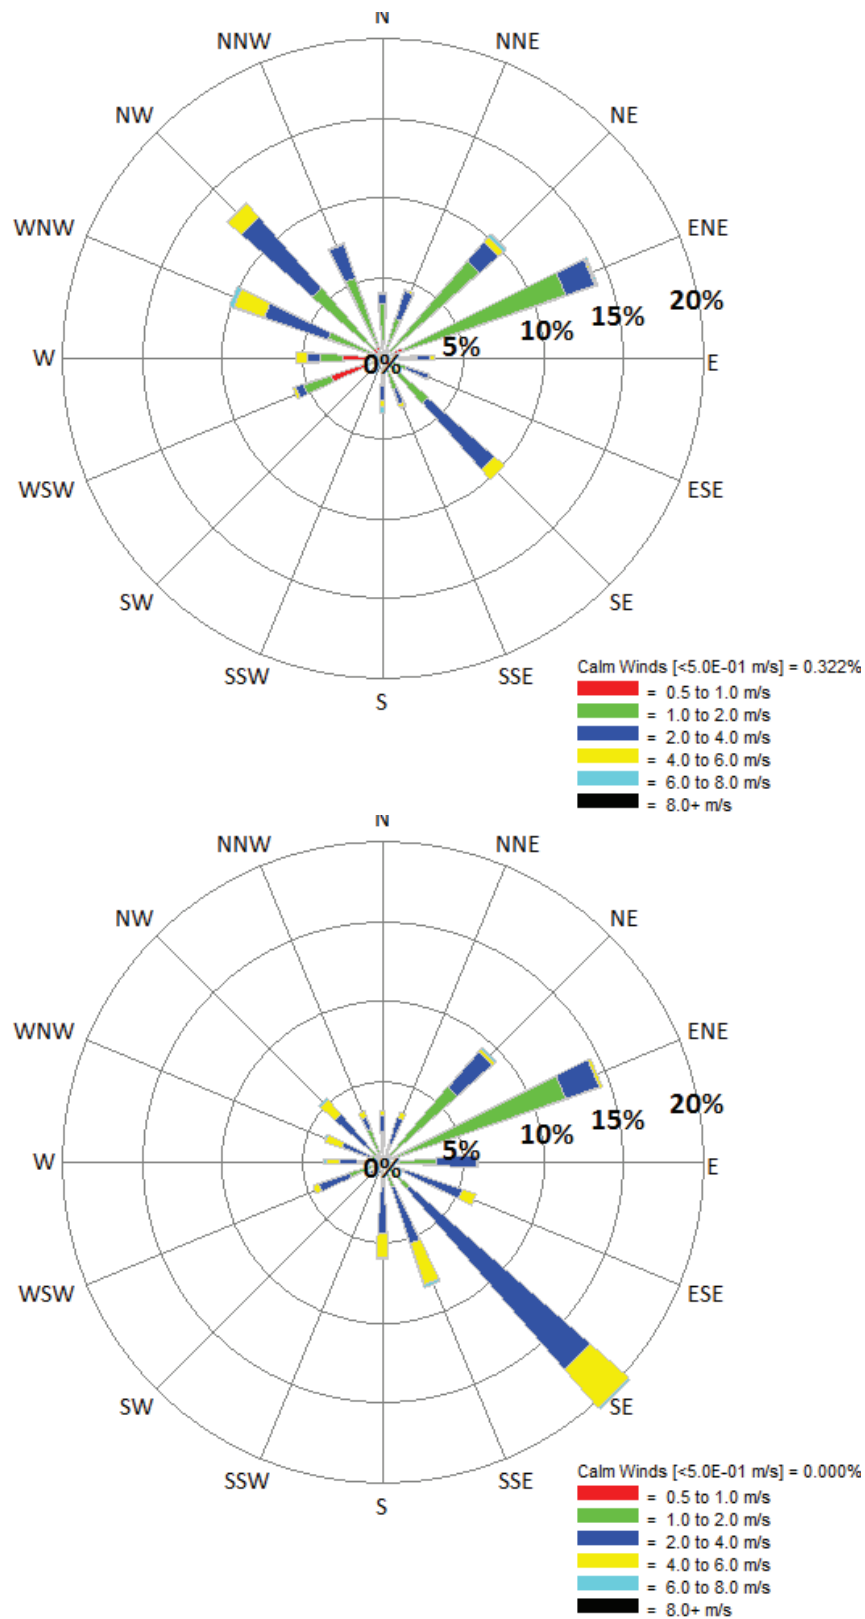 N
NNW
NNE
NW
NE
WNW
ENE
20%
15%
10%
5%
W
0%
E
WSW
ESE
SW
SE
SSW
SSE
S
Calm Winds [<5.0E-01 m/s] = 0.322%
= 0.5 to 1.0 m/s
= 1.0 to 2.0 m/s
= 2.0 to 4.0 m/s
= 4.0 to 6.0 m/s
= 6.0 to 8.0 m/s
= 8.0+ m/s
N
NNW
NNE
NW
NE
WNW
ENE
20%
15%
10%
5%
W
0%
E
WSW
ESE
SW
SE
SSW
SSE
S
Calm Winds [<5.0E-01 m/s] = 0.000%
= 0.5 to 1.0 m/s
= 1.0 to 2.0 m/s
= 2.0 to 4.0 m/s
= 4.0 to 6.0 m/s
= 6.0 to 8.0 m/s
= 8.0+ m/s